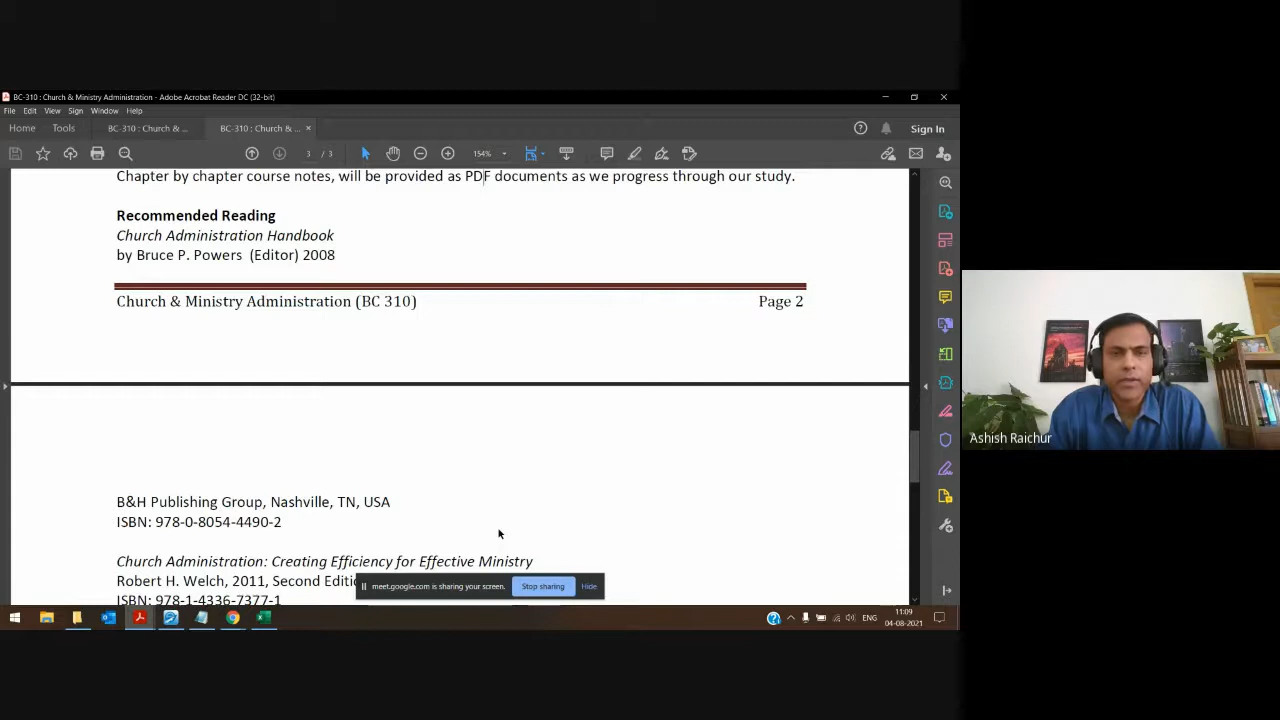 BC-310 : Church & Ministry Administration - Adobe Acrobat Reader DC (32-bit)
File Edit View Sign Window Help
Home Tools BC-310 : Church & ... BC-310 : Church & ... × Sign In
3 / 3 154%
Chapter by chapter course notes, will be provided as PDF documents as we progress through our study.
Recommended Reading
Church Administration Handbook
by Bruce P. Powers (Editor) 2008
Church & Ministry Administration (BC 310) Page 2
B&H Publishing Group, Nashville, TN, USA
ISBN: 978-0-8054-4490-2
Church Administration: Creating Efficiency for Effective Ministry
Robert H. Welch, 2011, Second Editi
meet.google.com is sharing your screen. Stop sharing Hide
ISBN: 978-1-4336-7377-1
ENG 11:09
04-08-2021
Ashish Raichur